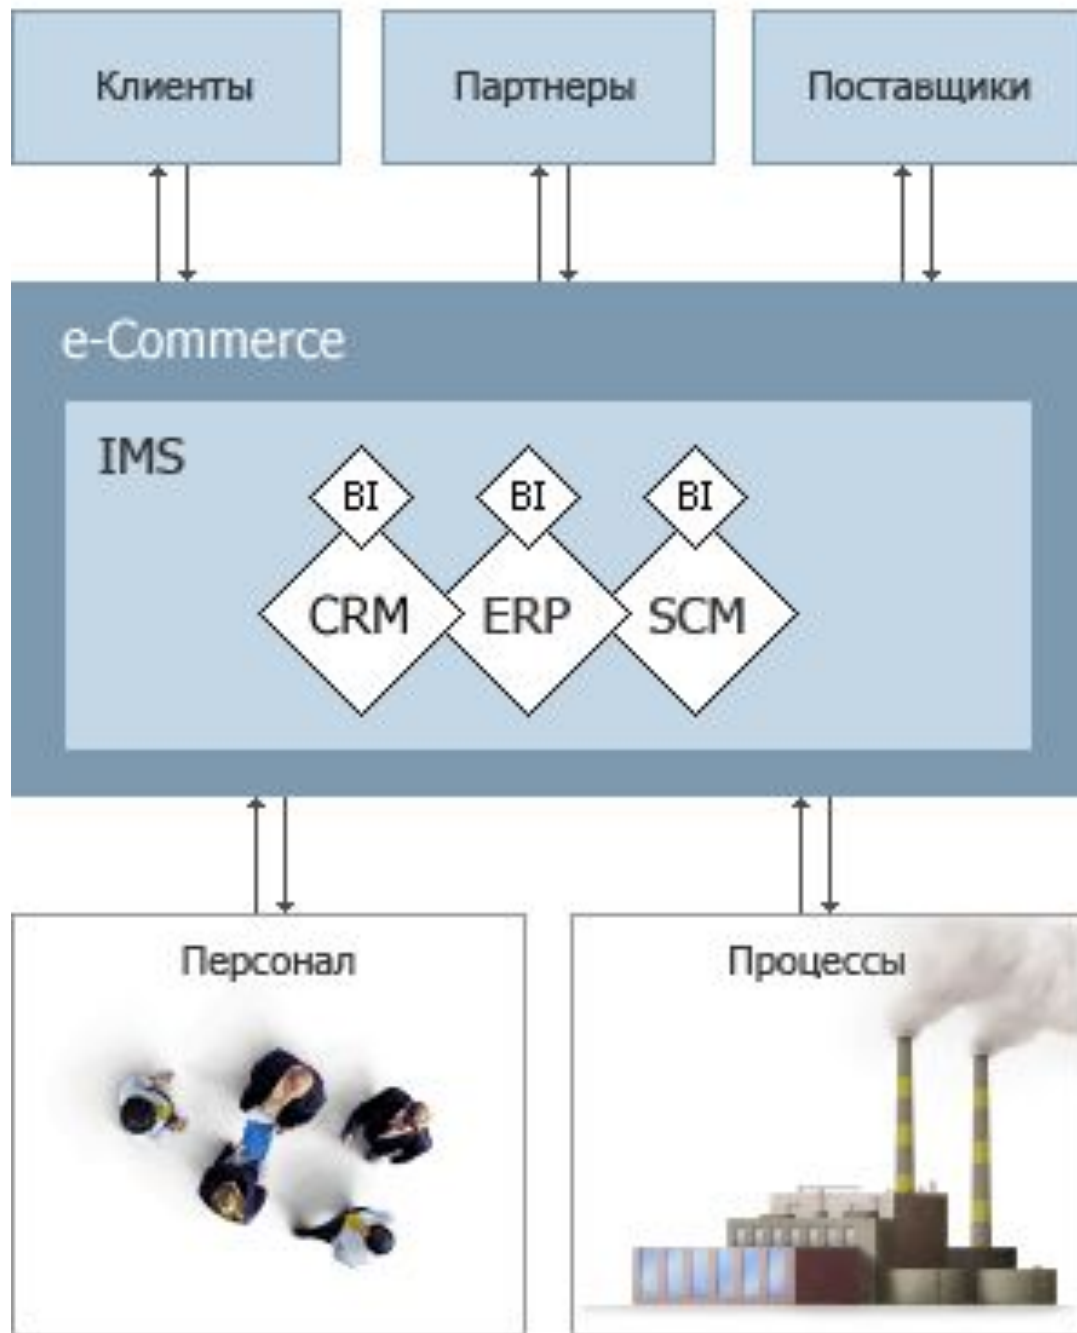 Клиенты
Партнеры
Поставщики
e-Commerce
IMS
BI
BI
BI
CRM
ERP
SCM
Персонал
Процессы